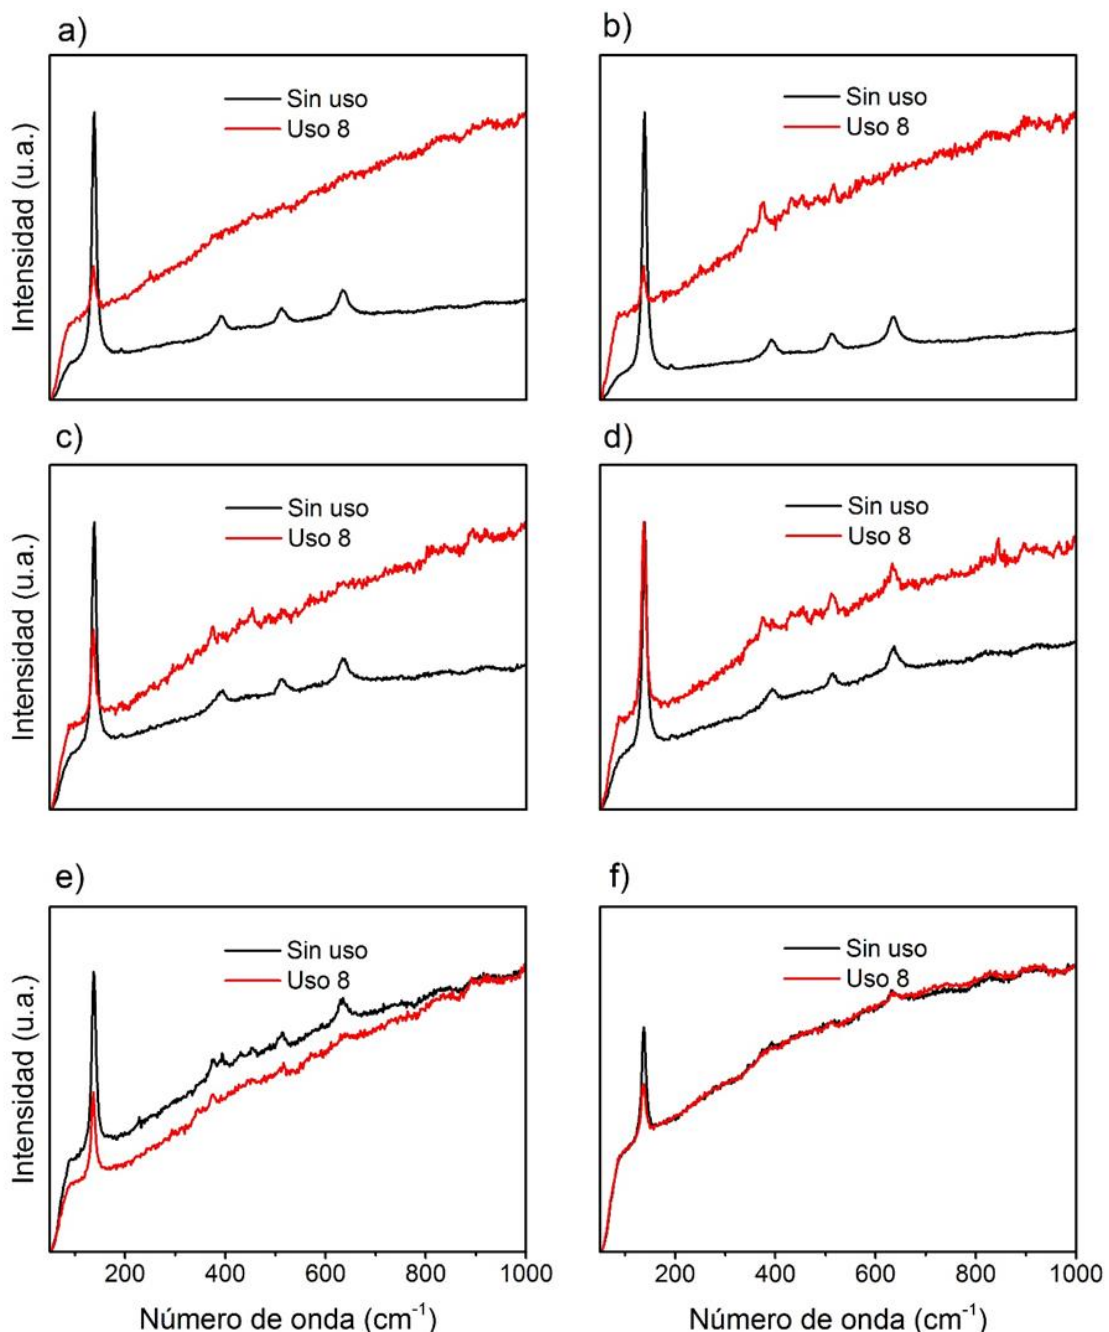 a)
b)
Sin uso
Uso 8
Sin uso
Uso 8
Intensidad (u.a.)
c)
d)
Sin uso
Uso 8
Sin uso
Uso 8
Intensidad (u.a.)
e)
f)
Sin uso
Uso 8
Sin uso
Uso 8
Intensidad (u.a.)
200 400 600 800 1000
200 400 600 800 1000
Número de onda (cm⁻¹)
Número de onda (cm⁻¹)